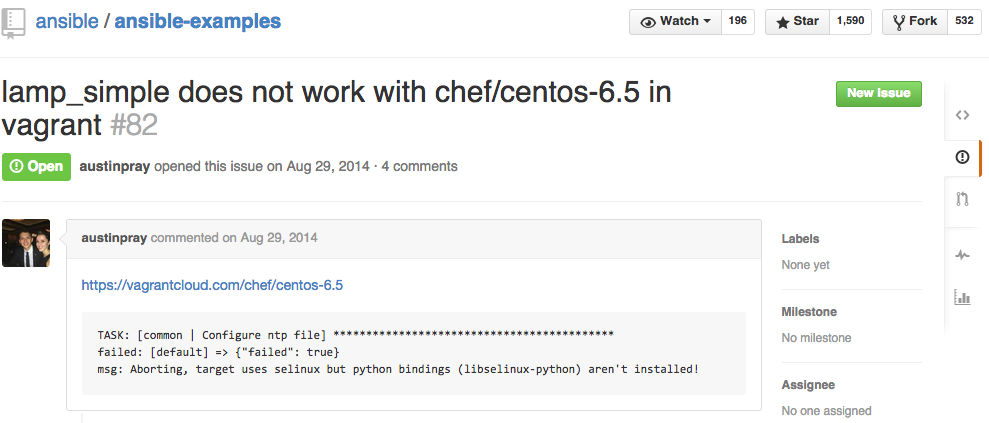 ansible / ansible-examples
Watch 196 Star 1,590 Fork 532
lamp_simple does not work with chef/centos-6.5 in
vagrant #82
New issue
Open austinpray opened this issue on Aug 29, 2014 · 4 comments
austinpray commented on Aug 29, 2014
https://vagrantcloud.com/chef/centos-6.5
TASK: [common | Configure ntp file] *******************************************
failed: [default] => {"failed": true}
msg: Aborting, target uses selinux but python bindings (libselinux-python) aren't installed!
Labels
None yet
Milestone
No milestone
Assignee
No one assigned